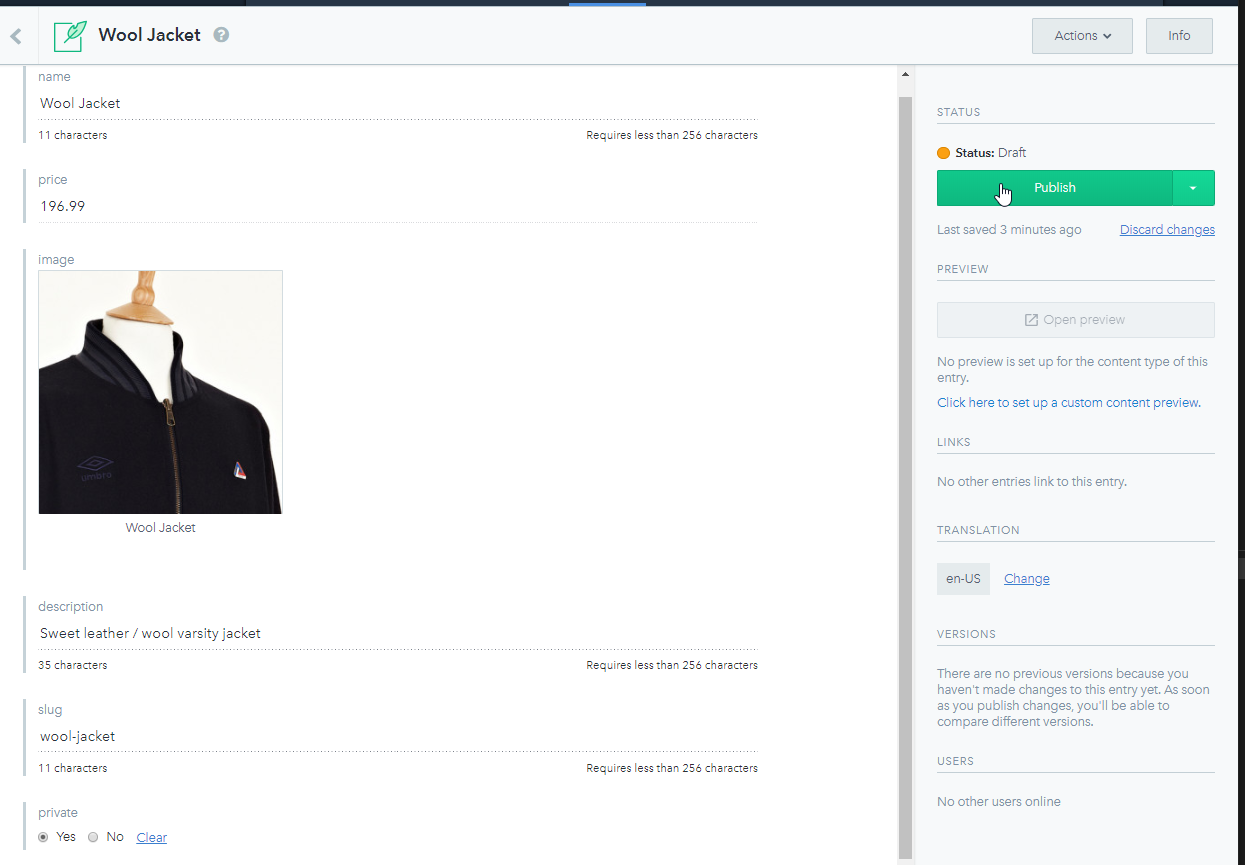 Wool Jacket ?
Actions
Info
name
Wool Jacket
11 characters
Requires less than 256 characters
price
196.99
image
umbro
Wool Jacket
description
Sweet leather / wool varsity jacket
35 characters
Requires less than 256 characters
slug
wool-jacket
11 characters
Requires less than 256 characters
private
Yes No Clear
STATUS
Status: Draft
Publish
Last saved 3 minutes ago
Discard changes
PREVIEW
Open preview
No preview is set up for the content type of this
entry.
Click here to set up a custom content preview.
LINKS
No other entries link to this entry.
TRANSLATION
en-US Change
VERSIONS
There are no previous versions because you
haven't made changes to this entry yet. As soon
as you publish changes, you'll be able to
compare different versions.
USERS
No other users online